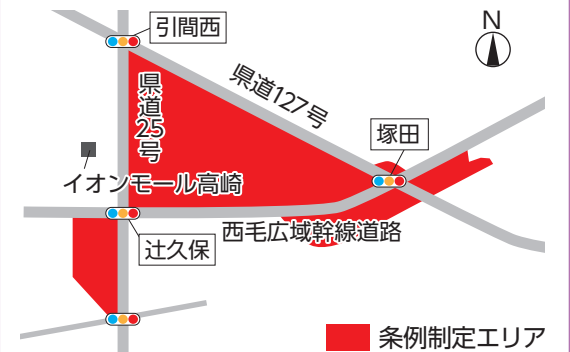 引間西
N
県道127号
県道25号
塚田
イオンモール高崎
西毛広域幹線道路
辻久保
条例制定エリア